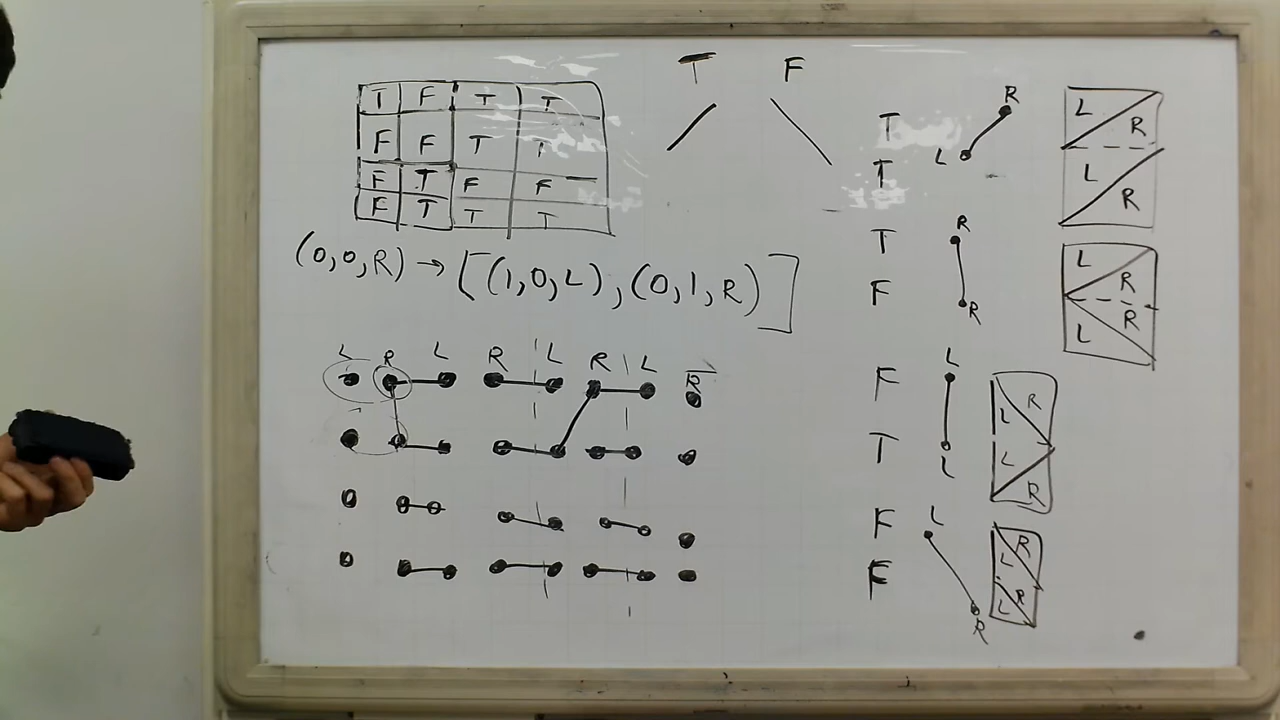 T F T T
F F T T
F T F F
F T T T
T F
(0,0,R) → [(1,0,L), (0,1,R)]
L R L R L R L R
T
T
R
L
L
R
L
R
T
F
R
R
L
R
R
L
F
T
L
L
R
L
L
R
F
F
L
R
R
L
R
L